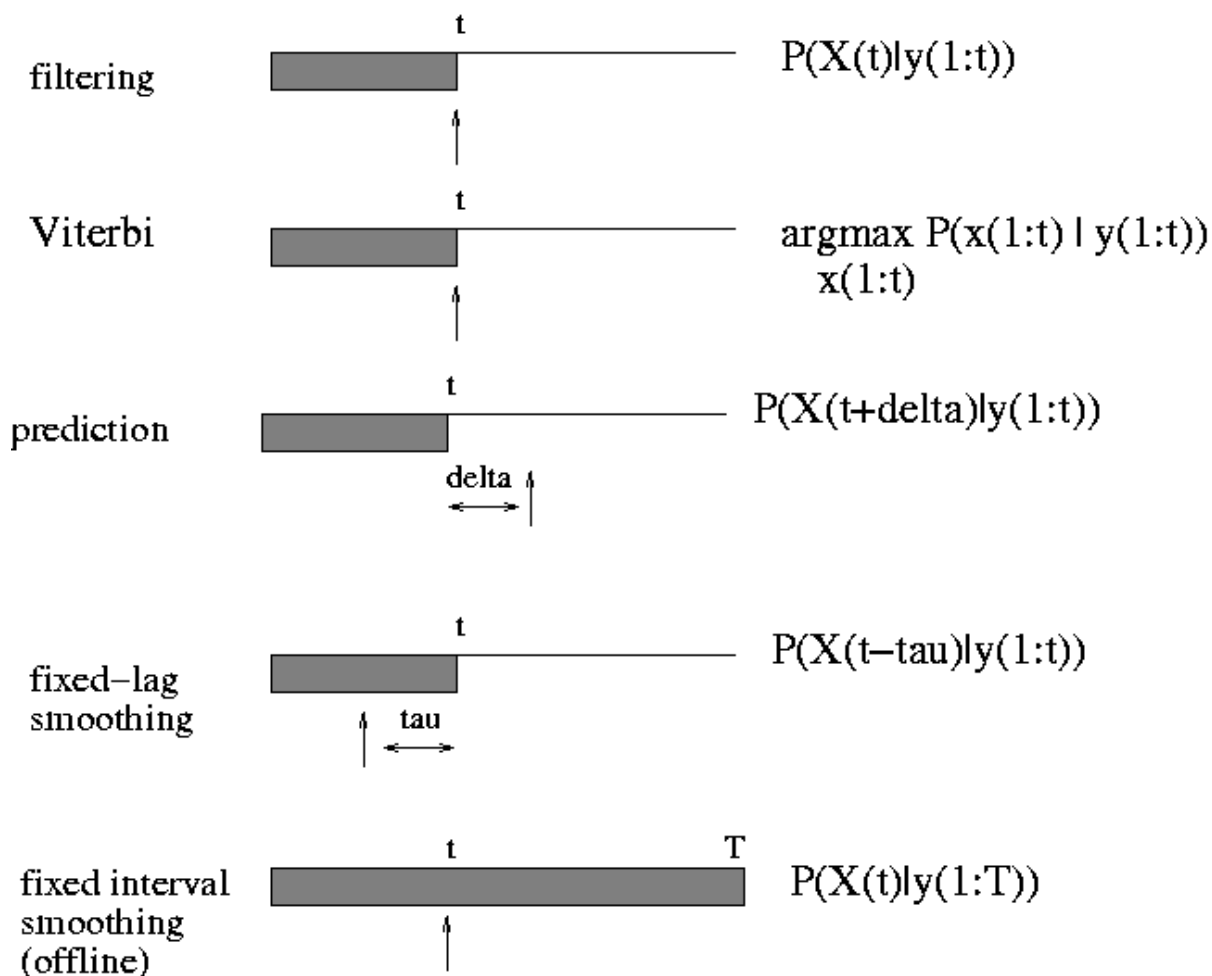 t
filtering
P(X(t)|y(1:t))
t
Viterbi
argmax P(x(1:t) | y(1:t))
x(1:t)
t
prediction
P(X(t+delta)|y(1:t))
delta
t
fixed−lag
smoothing
P(X(t−tau)|y(1:t))
tau
t
T
fixed interval
smoothing
(offline)
P(X(t)|y(1:T))